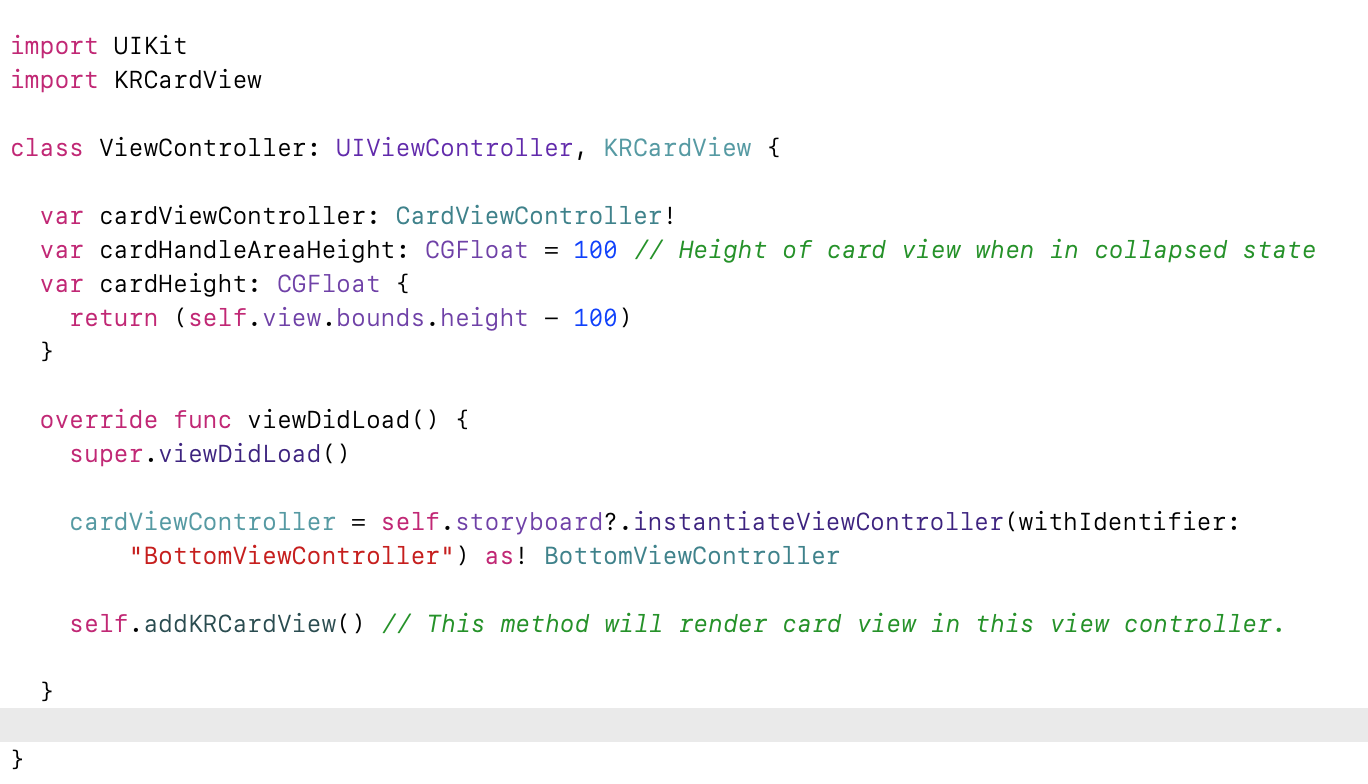 import UIKit
import KRCardView
class ViewController: UIViewController, KRCardView {
var cardViewController: CardViewController!
var cardHandleAreaHeight: CGFloat = 100 // Height of card view when in collapsed state
var cardHeight: CGFloat {
return (self.view.bounds.height - 100)
}
override func viewDidLoad() {
super.viewDidLoad()
cardViewController = self.storyboard?.instantiateViewController(withIdentifier:
"BottomViewController") as! BottomViewController
self.addKRCardView() // This method will render card view in this view controller.
}
}